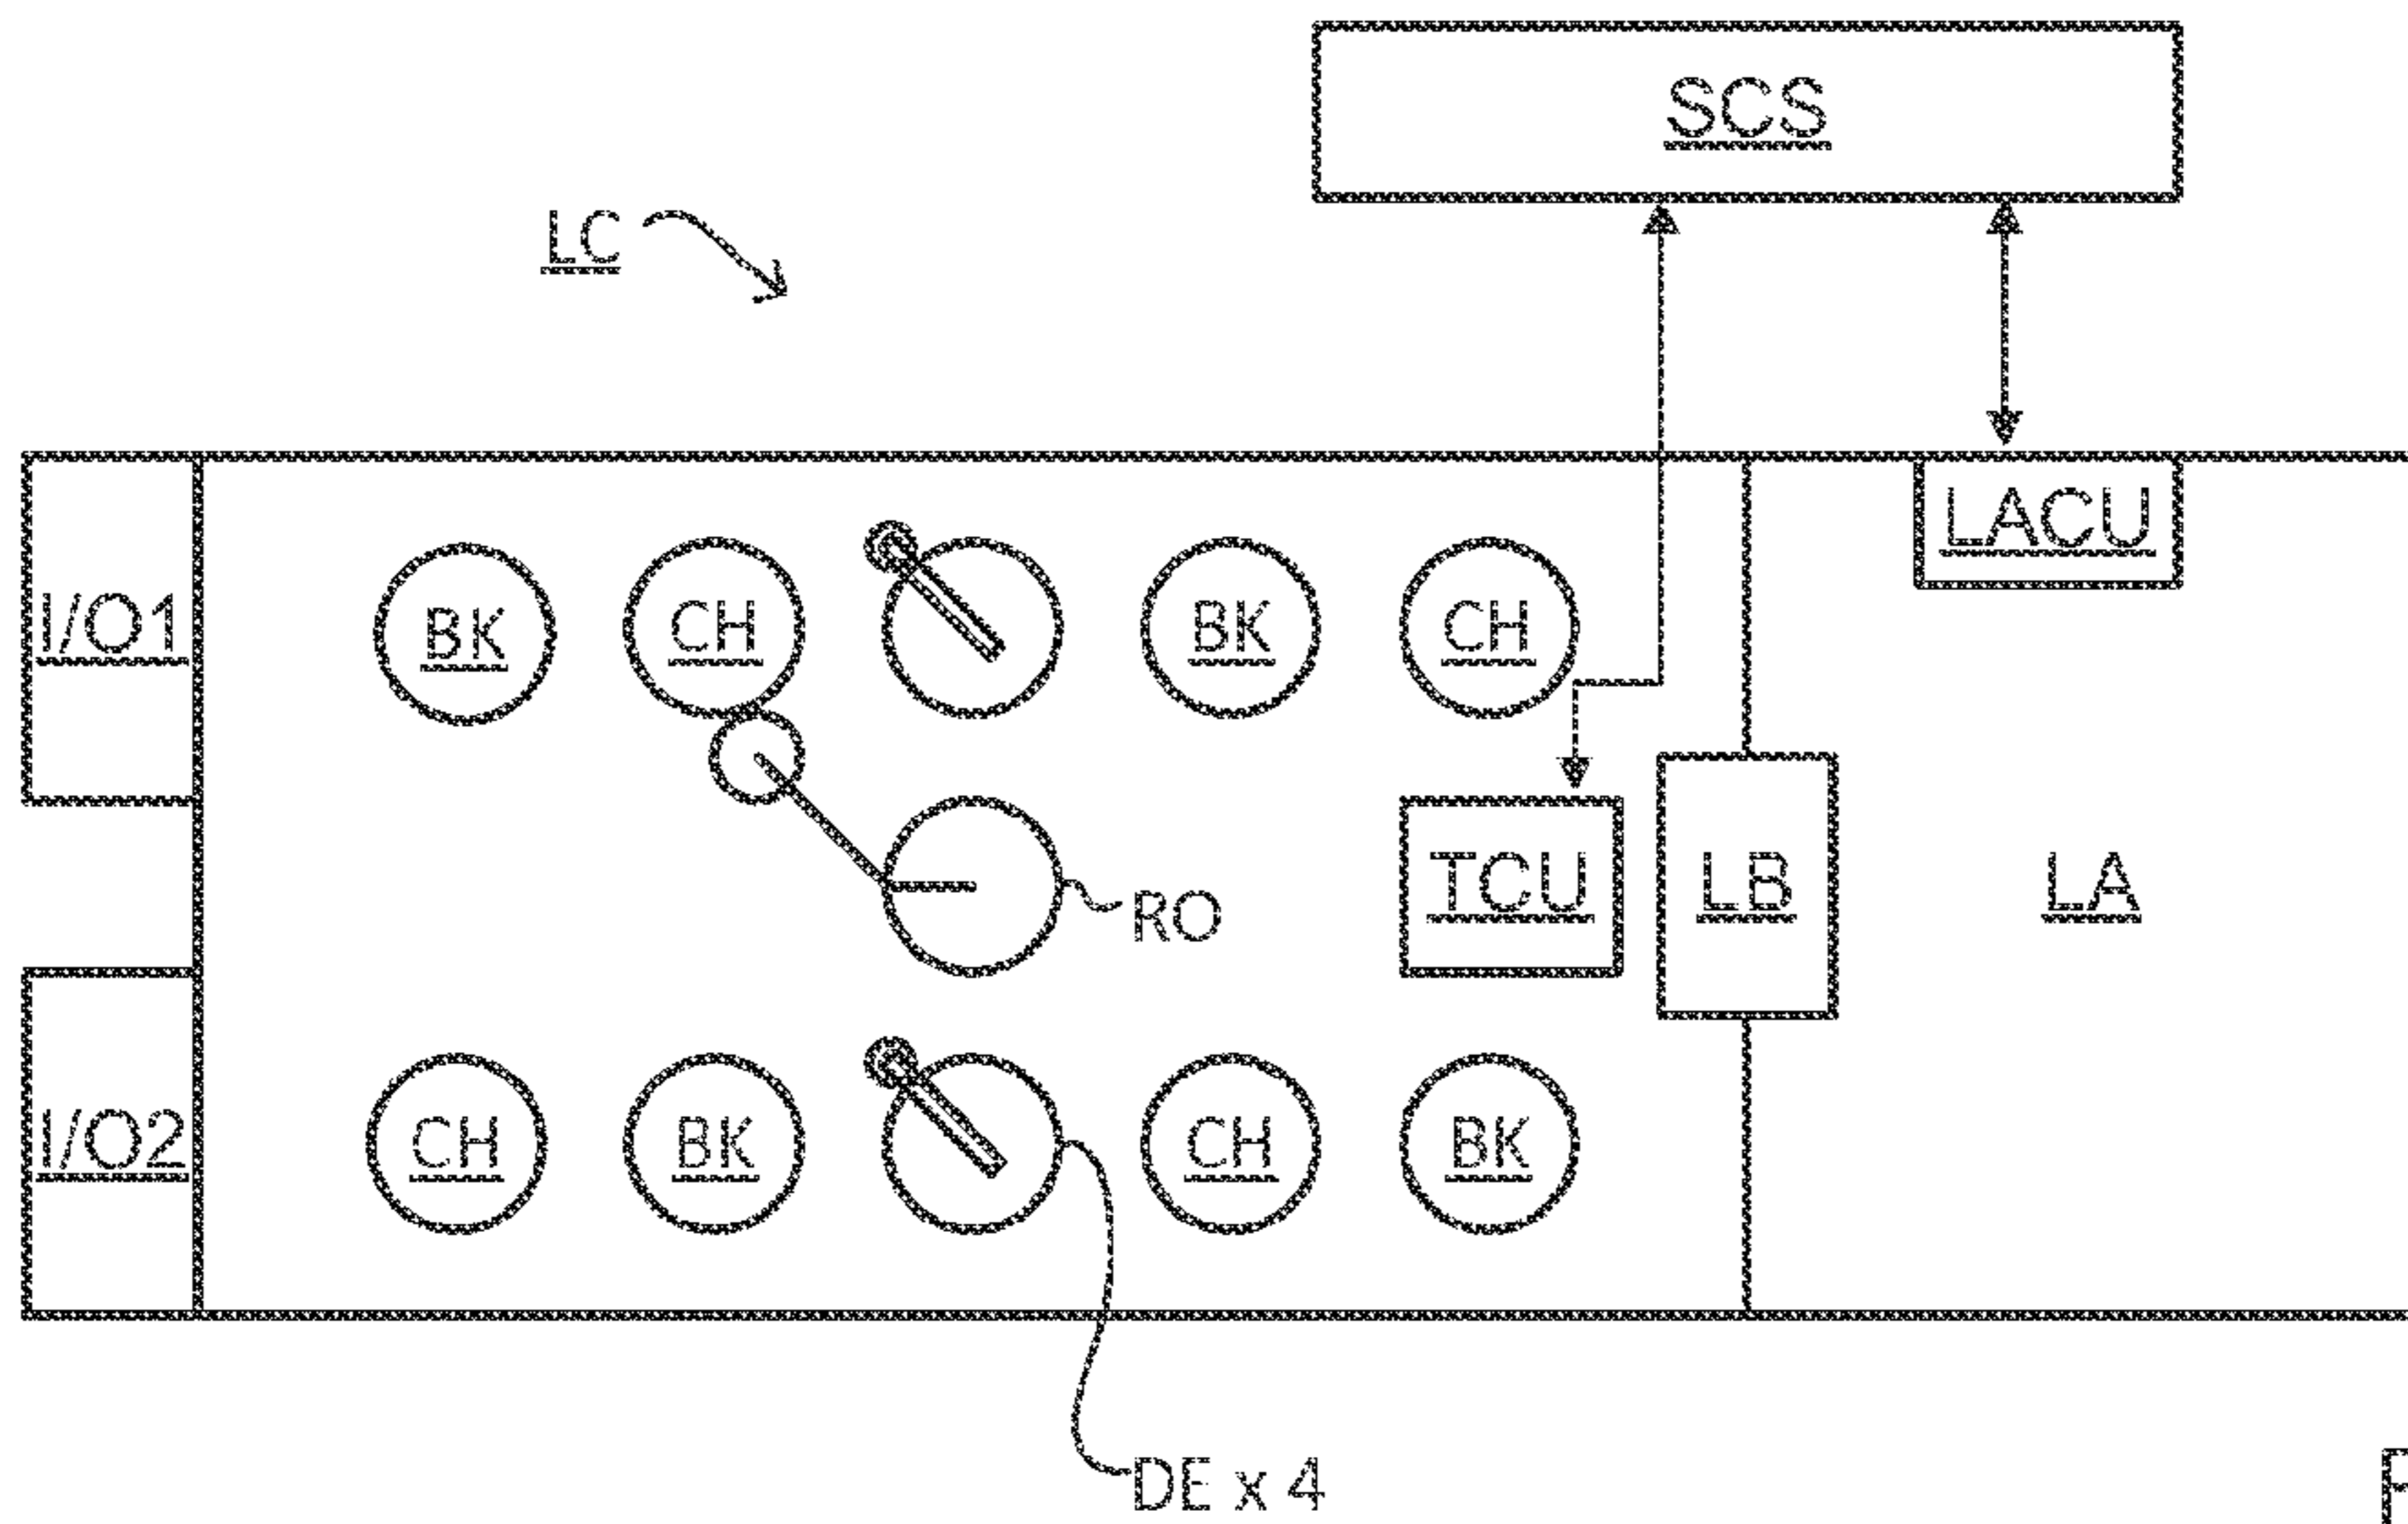 SCS
LC
LACU
I/O1
BK
CH
BK
CH
RO
TCU
LB
LA
I/O2
CH
BK
CH
BK
DE x 4